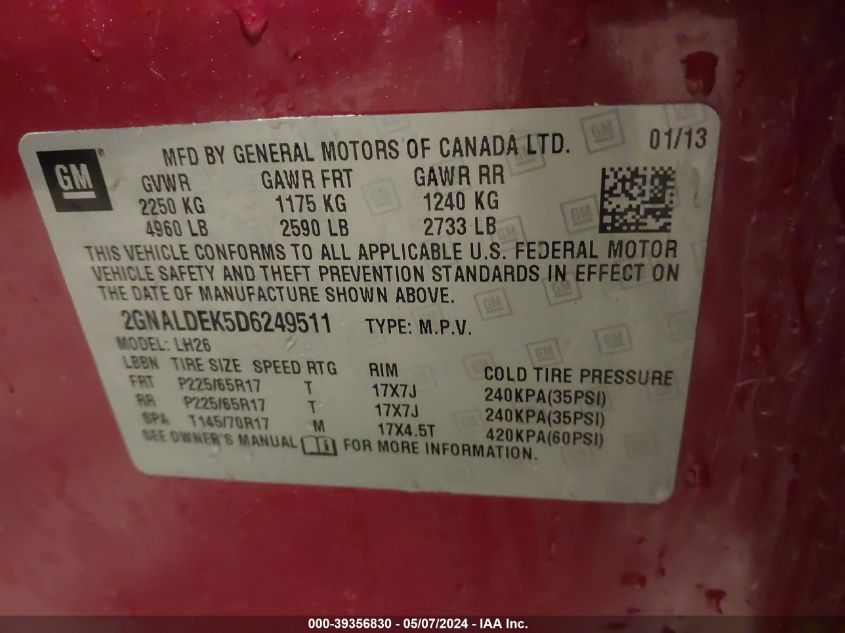 GM
MFD BY GENERAL MOTORS OF CANADA LTD. 01/13
GVWR GAWR FRT GAWR RR
2250 KG 1175 KG 1240 KG
4960 LB 2590 LB 2733 LB
THIS VEHICLE CONFORMS TO ALL APPLICABLE U.S. FEDERAL MOTOR
VEHICLE SAFETY AND THEFT PREVENTION STANDARDS IN EFFECT ON
THE DATE OF MANUFACTURE SHOWN ABOVE.
2GNALDEK5D6249511 TYPE: M.P.V.
MODEL: LH26
LBBN TIRE SIZE SPEED RTG RIM COLD TIRE PRESSURE
FRT P225/65R17 T 17X7J 240KPA(35PSI)
RR P225/65R17 T 17X7J 240KPA(35PSI)
SPA T145/70R17 M 17X4.5T 420KPA(60PSI)
SEE OWNER'S MANUAL FOR MORE INFORMATION.
000-39356830 - 05/07/2024 - IAA Inc.